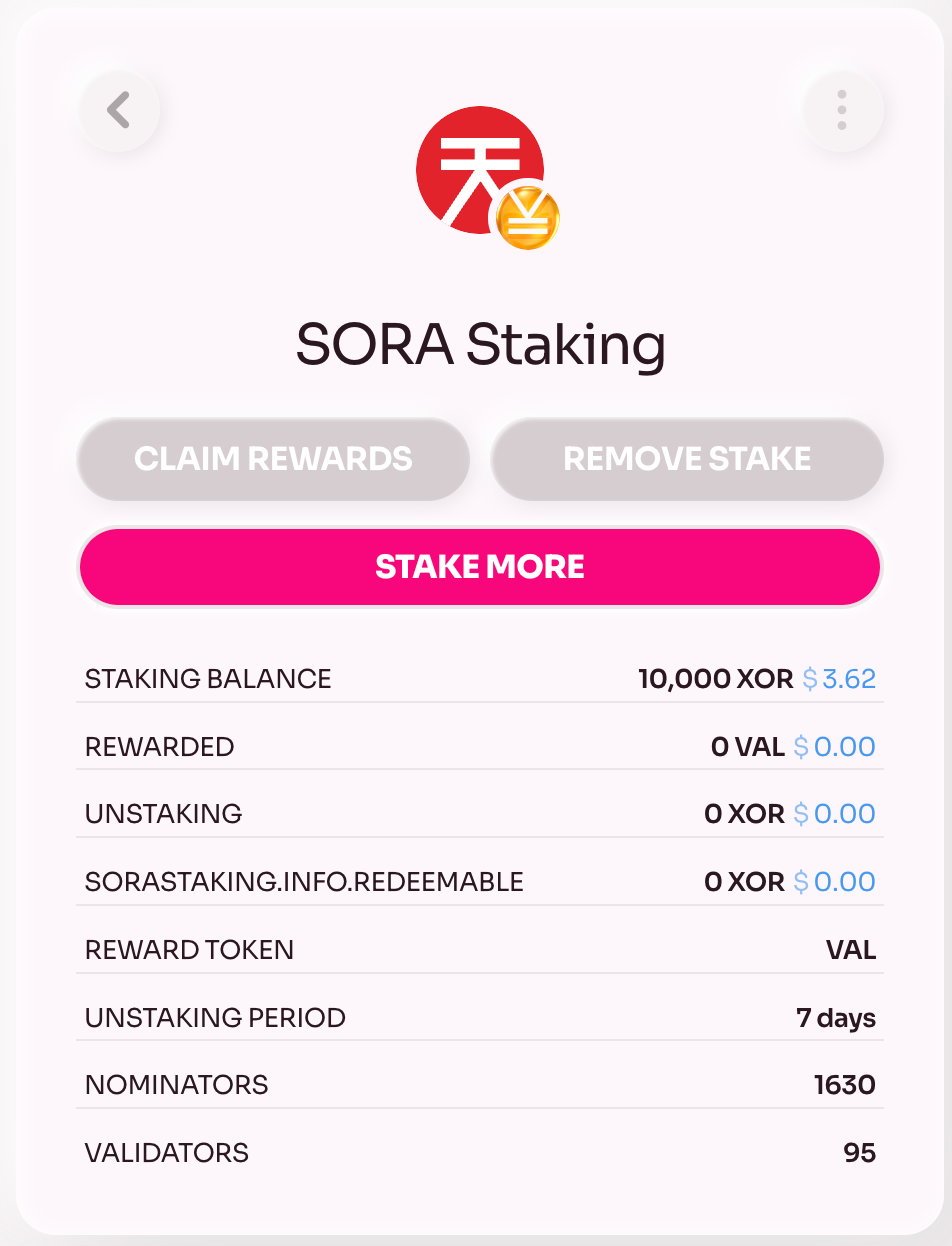 天
SORA Staking
CLAIM REWARDS REMOVE STAKE
STAKE MORE
STAKING BALANCE 10,000 XOR $3.62
REWARDED 0 VAL $0.00
UNSTAKING 0 XOR $0.00
SORASTAKING.INFO.REDEEMABLE 0 XOR $0.00
REWARD TOKEN VAL
UNSTAKING PERIOD 7 days
NOMINATORS 1630
VALIDATORS 95